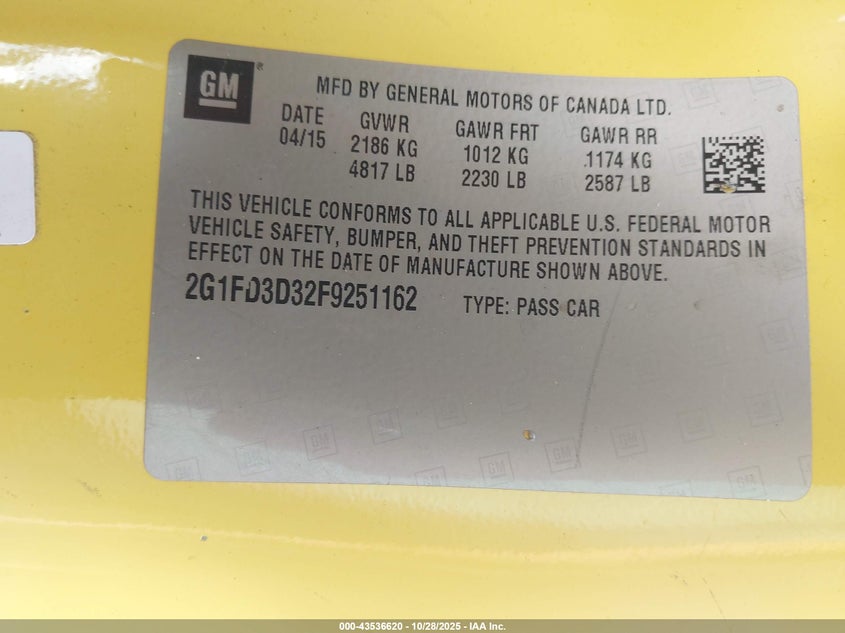 GM®
MFD BY GENERAL MOTORS OF CANADA LTD.
DATE GVWR GAWR FRT GAWR RR
04/15 2186 KG 1012 KG 1174 KG
4817 LB 2230 LB 2587 LB
THIS VEHICLE CONFORMS TO ALL APPLICABLE U.S. FEDERAL MOTOR
VEHICLE SAFETY, BUMPER, AND THEFT PREVENTION STANDARDS IN
EFFECT ON THE DATE OF MANUFACTURE SHOWN ABOVE.
2G1FD3D32F9251162 TYPE: PASS CAR
000-43536620 • 10/28/2025 - IAA Inc.